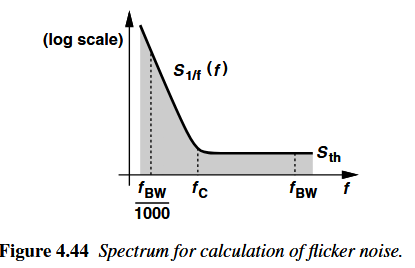 (log scale)
S1/f (f)
Sth
fBW
1000
fC
fBW
f
Figure 4.44 Spectrum for calculation of flicker noise.